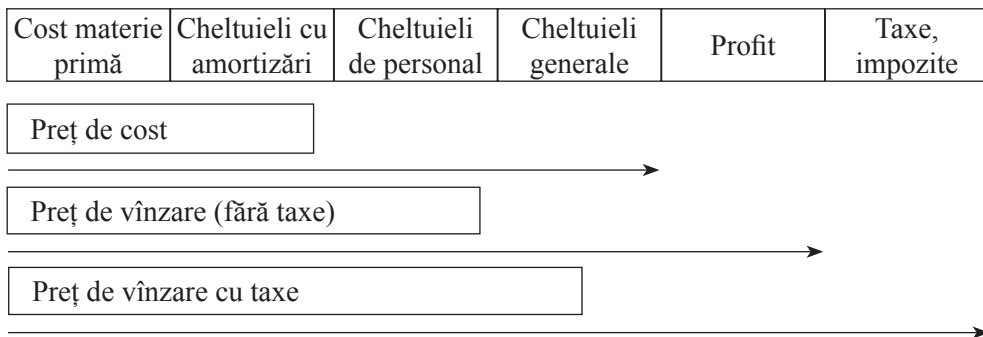 Cost materie primă
Cheltuieli cu amortizări
Cheltuieli de personal
Cheltuieli generale
Profit
Taxe, impozite
Preț de cost
Preț de vînzare (fără taxe)
Preț de vînzare cu taxe